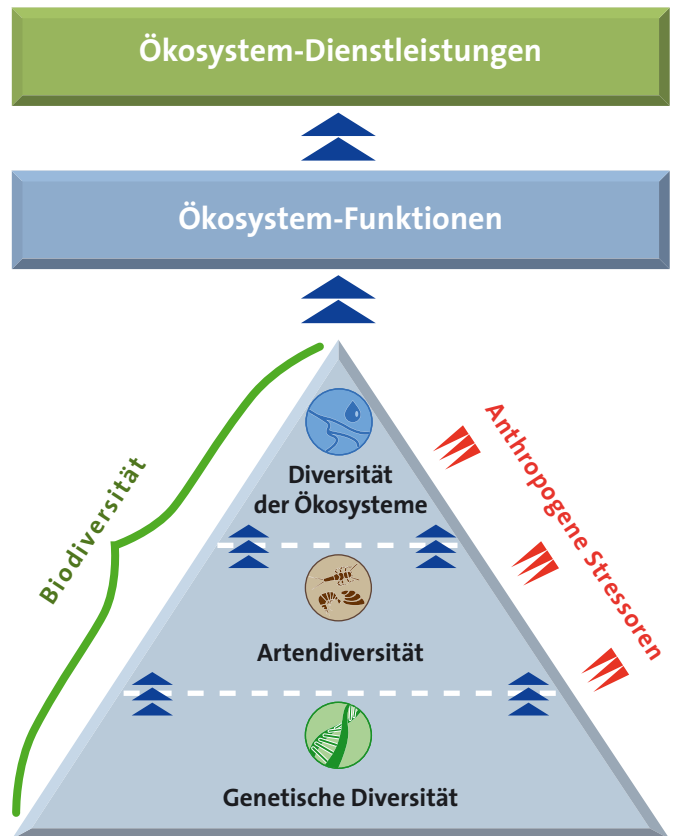 Ökosystem-Dienstleistungen
Ökosystem-Funktionen
Biodiversität
Anthropogene Stressoren
Diversität
der Ökosysteme
Artendiversität
Genetische Diversität